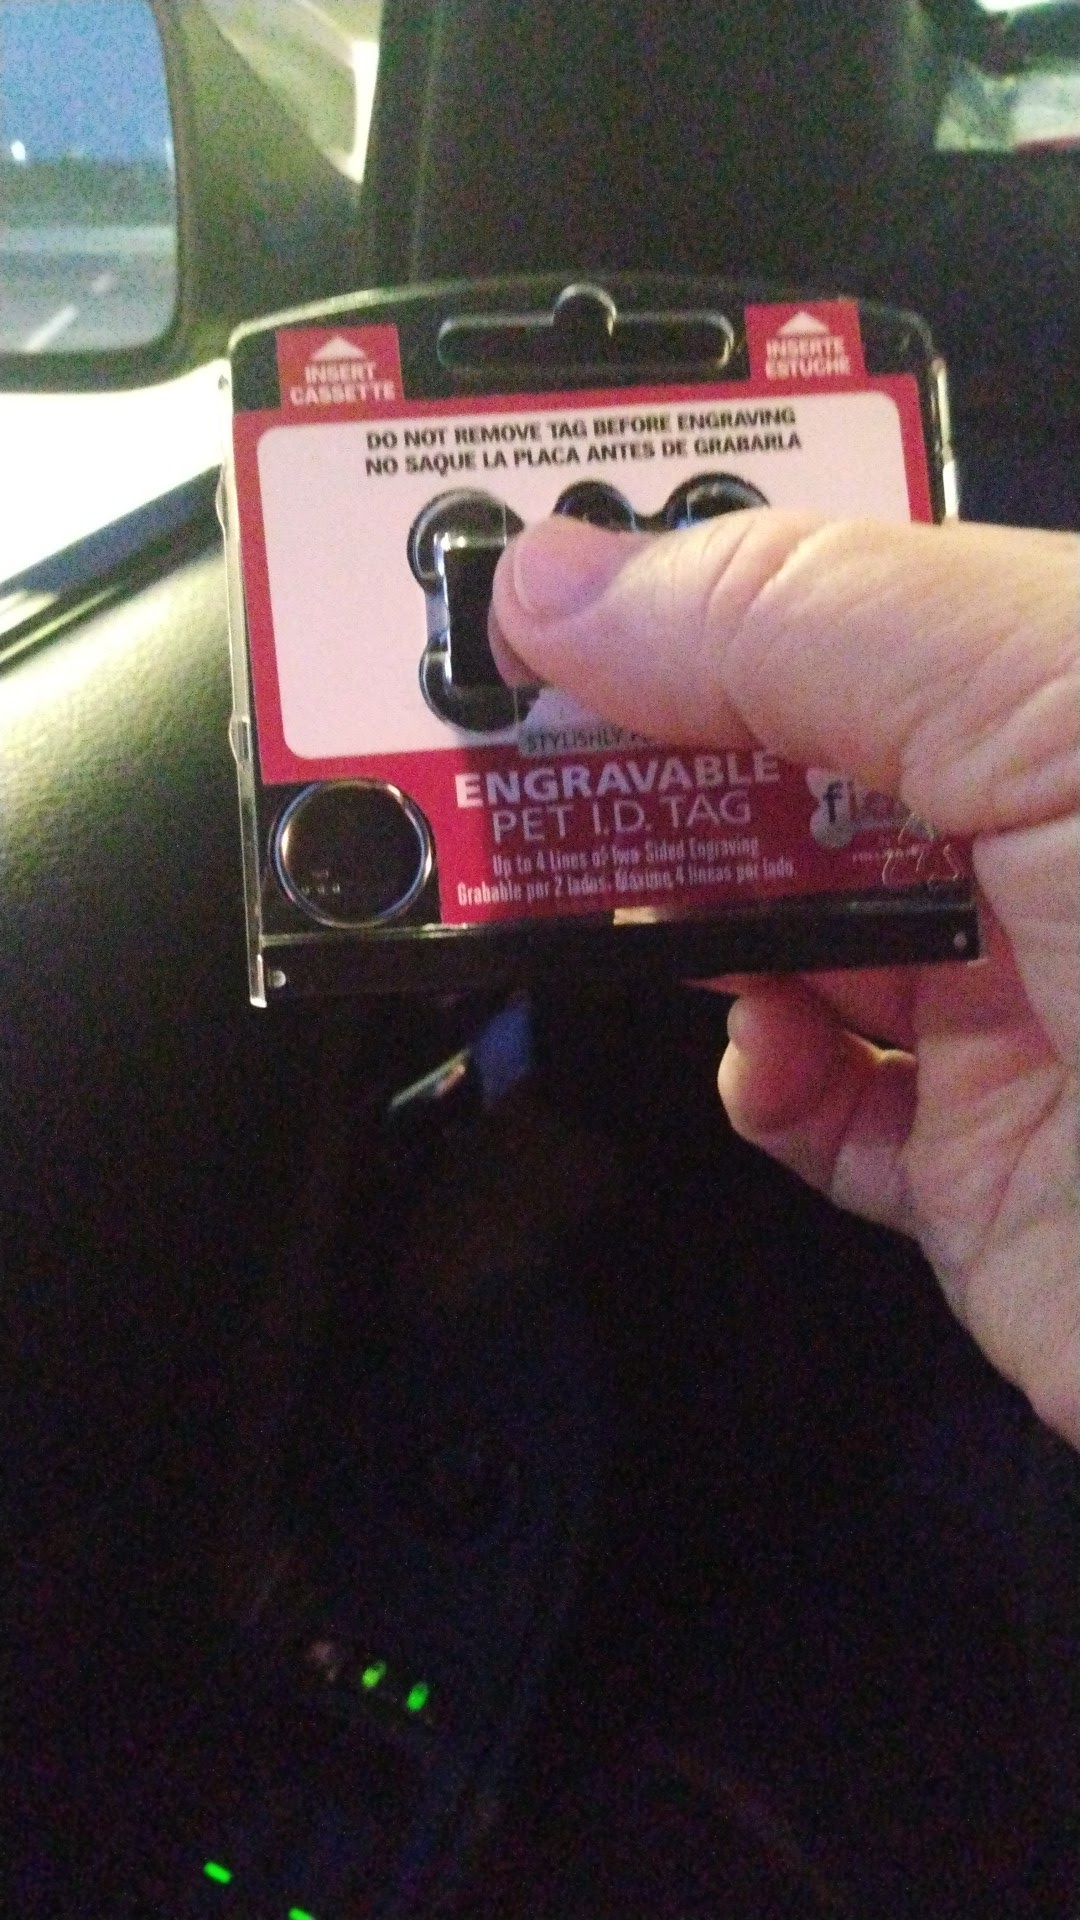 INSERT
CASSETTE
INSERTE
ESTUCHE
DO NOT REMOVE TAG BEFORE ENGRAVING
NO SAQUE LA PLACA ANTES DE GRABARLA
STYLISHLY
ENGRAVABLE
PET I.D. TAG
Up to 4 Lines of Two Sided Engraving
Grabable por 2 lados. Máximo 4 líneas por lado.